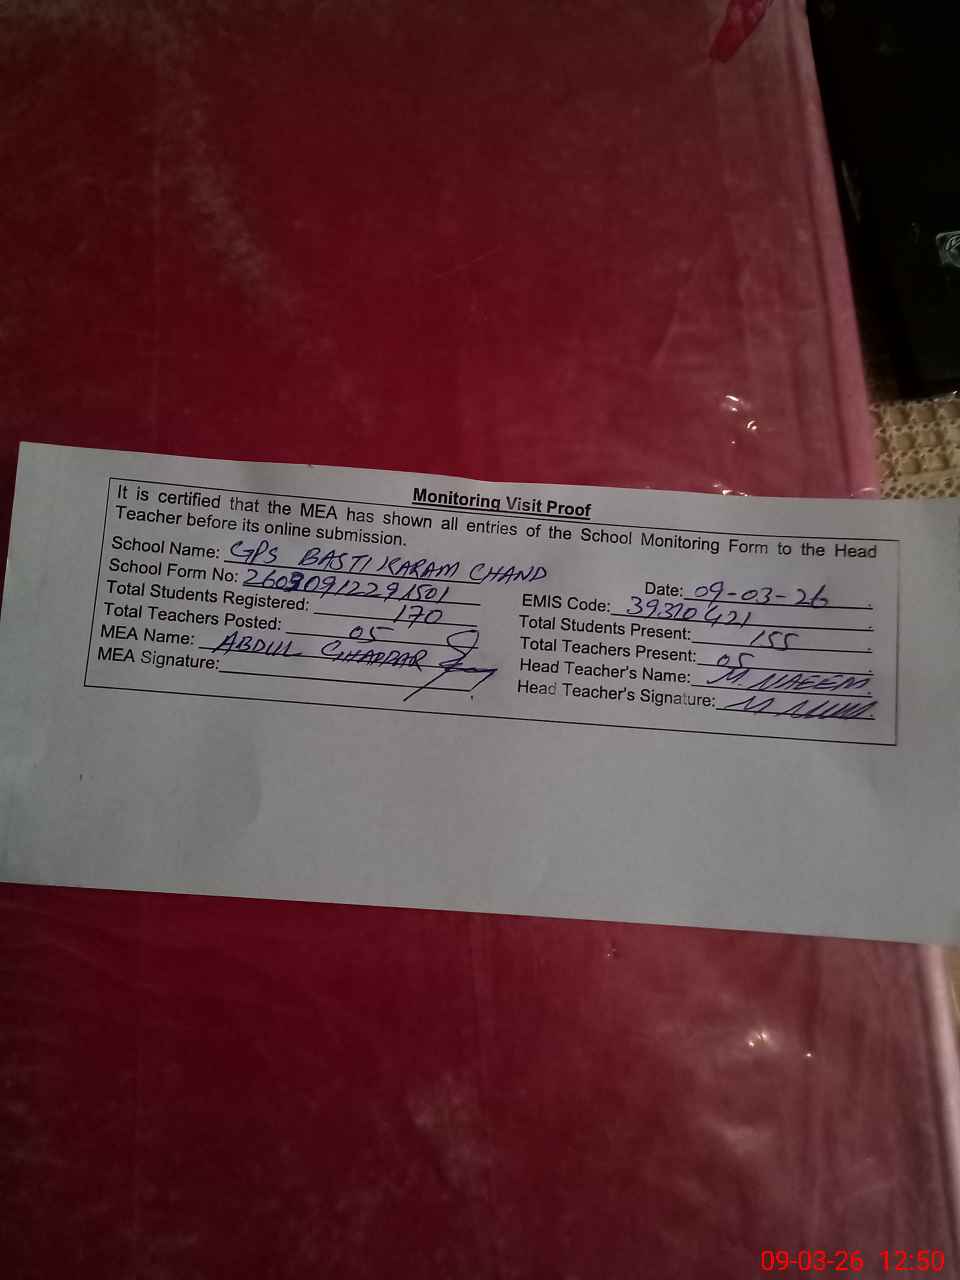 Monitoring Visit Proof
It is certified that the MEA has shown all entries of the School Monitoring Form to the Head
Teacher before its online submission.
School Name: GPS BASTI KARAM CHAND Date: 09-03-26
School Form No: 26030912291501 EMIS Code: 39310421
Total Students Registered: 170 Total Students Present: 155
Total Teachers Posted: 05 Total Teachers Present: 05
MEA Name: ABDUL GHAFFAR Head Teacher's Name: M. NAEEM.
MEA Signature: Head Teacher's Signature:
09-03-26 12:50